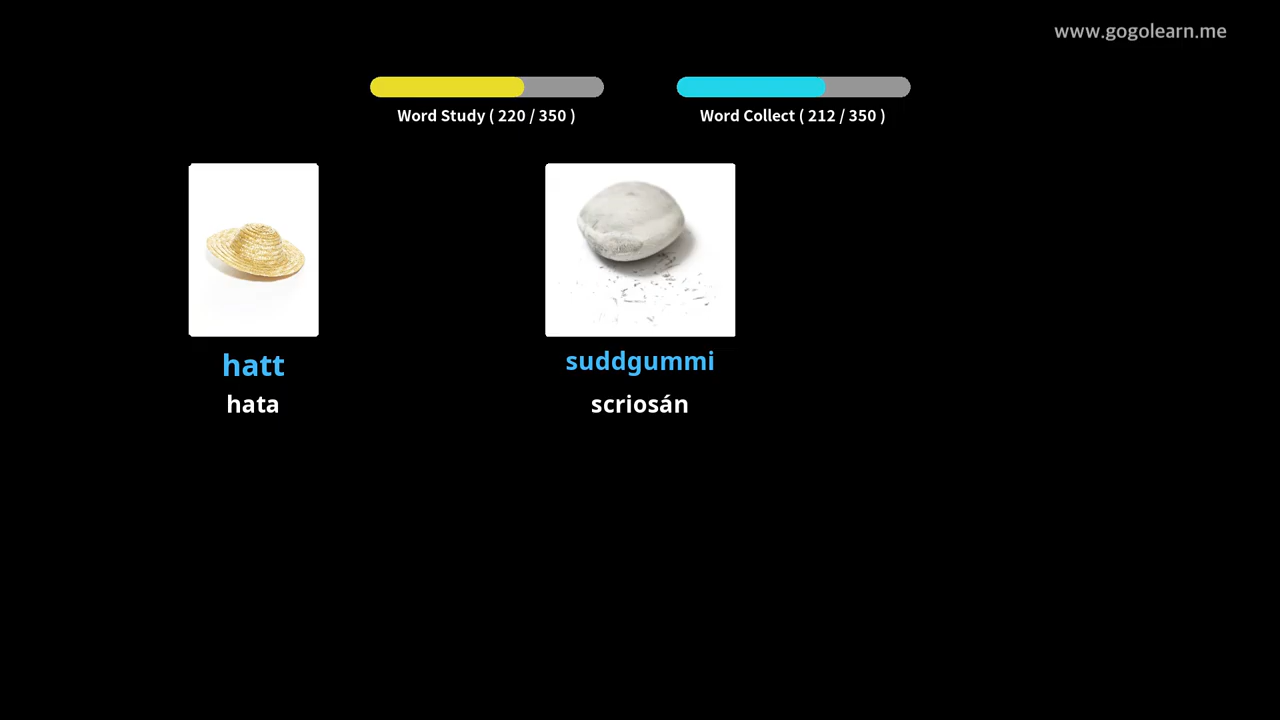 www.gogolearn.me
Word Study ( 220 / 350 )
Word Collect ( 212 / 350 )
hatt
hata
suddgummi
scriosán